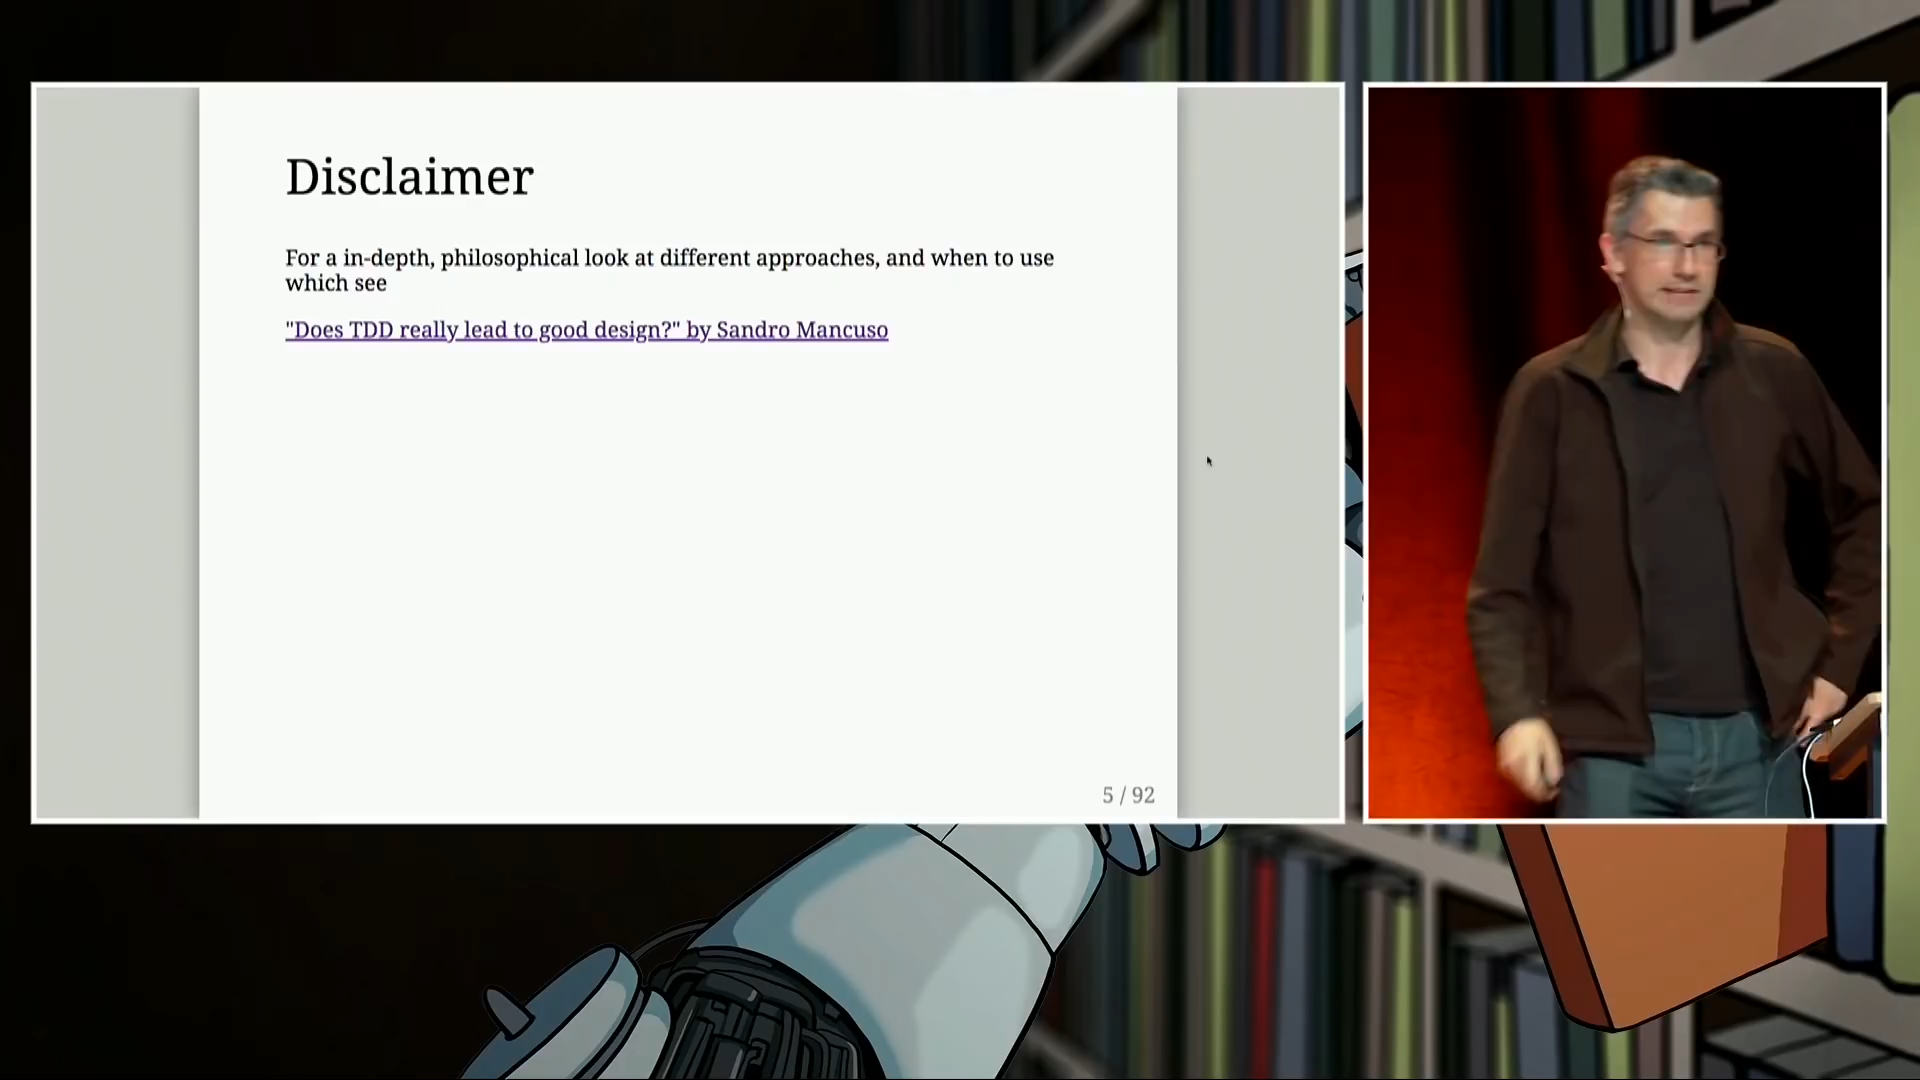 Disclaimer
For a in-depth, philosophical look at different approaches, and when to use
which see
"Does TDD really lead to good design?" by Sandro Mancuso
5 / 92